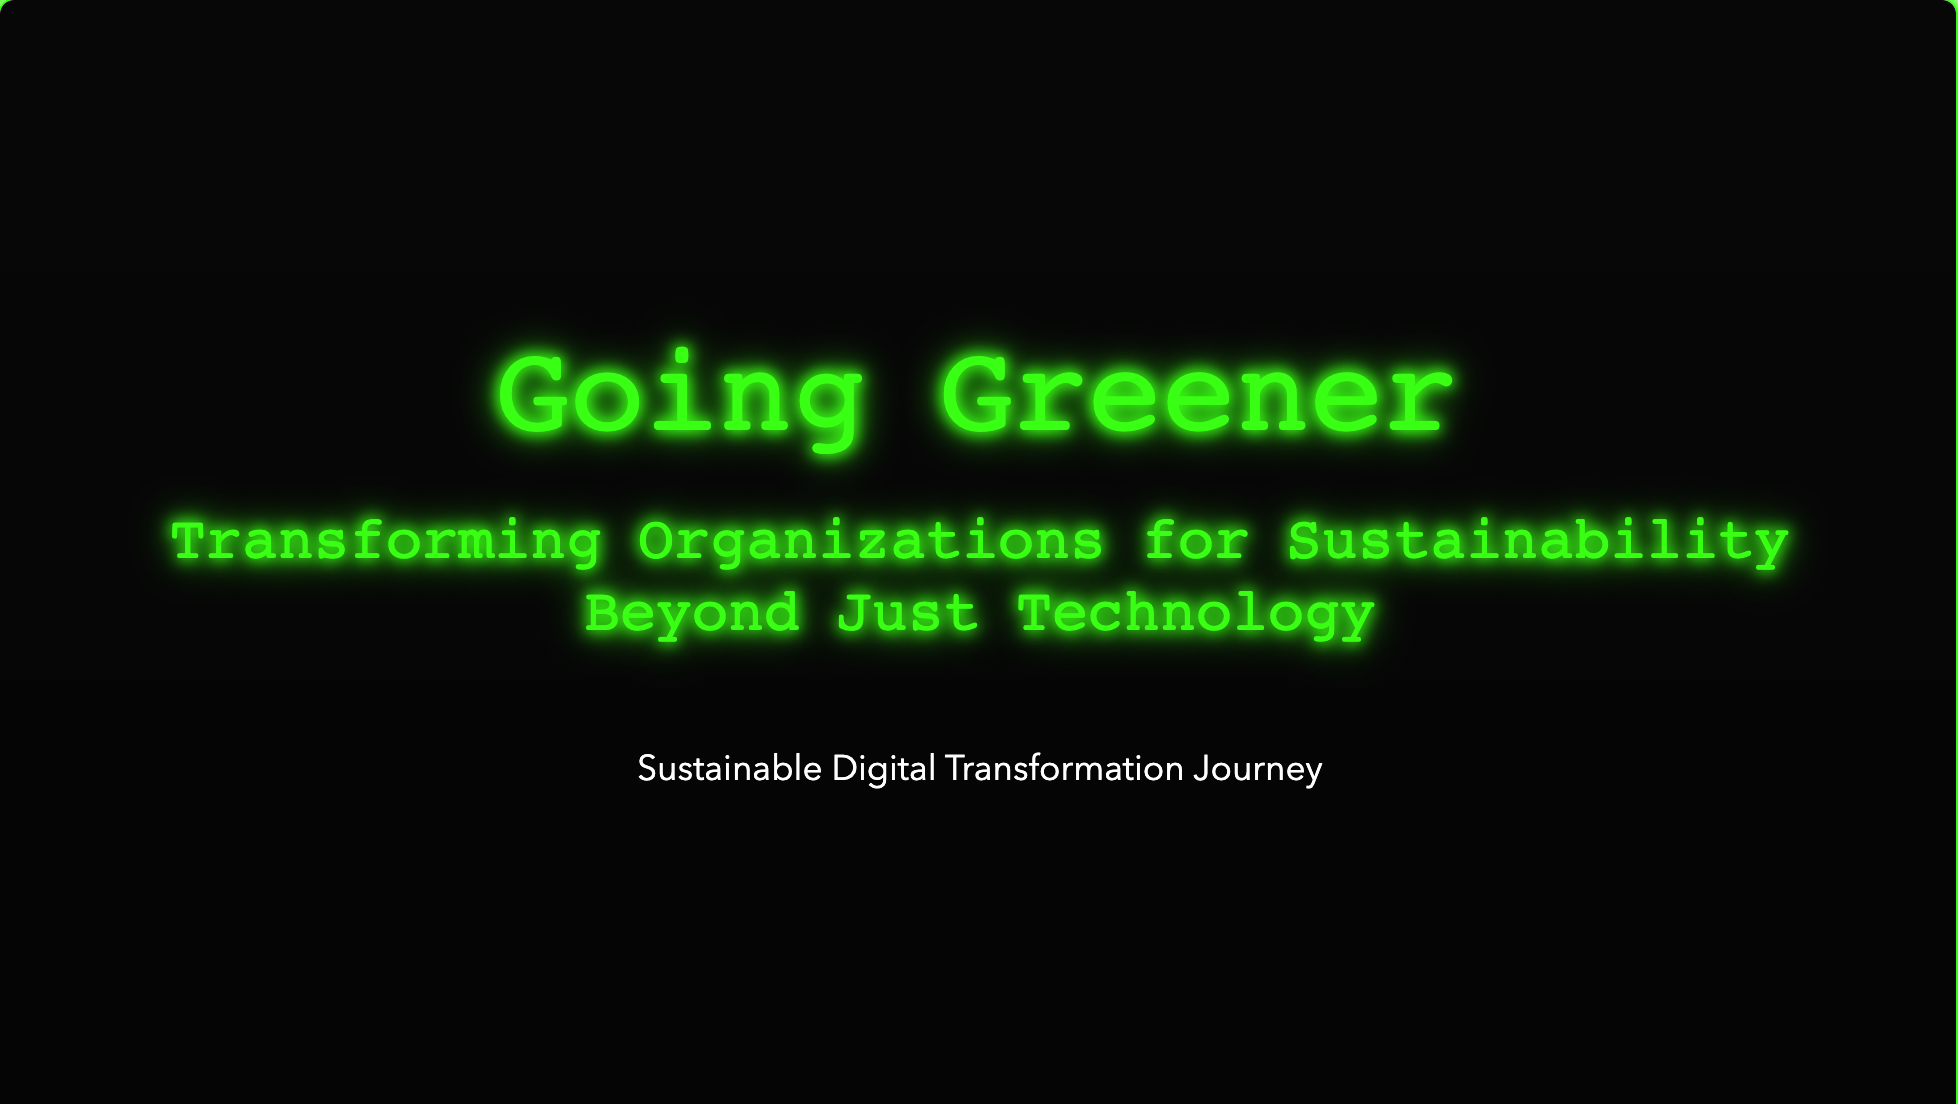 Going Greener
Transforming Organizations for Sustainability
Beyond Just Technology
Sustainable Digital Transformation Journey